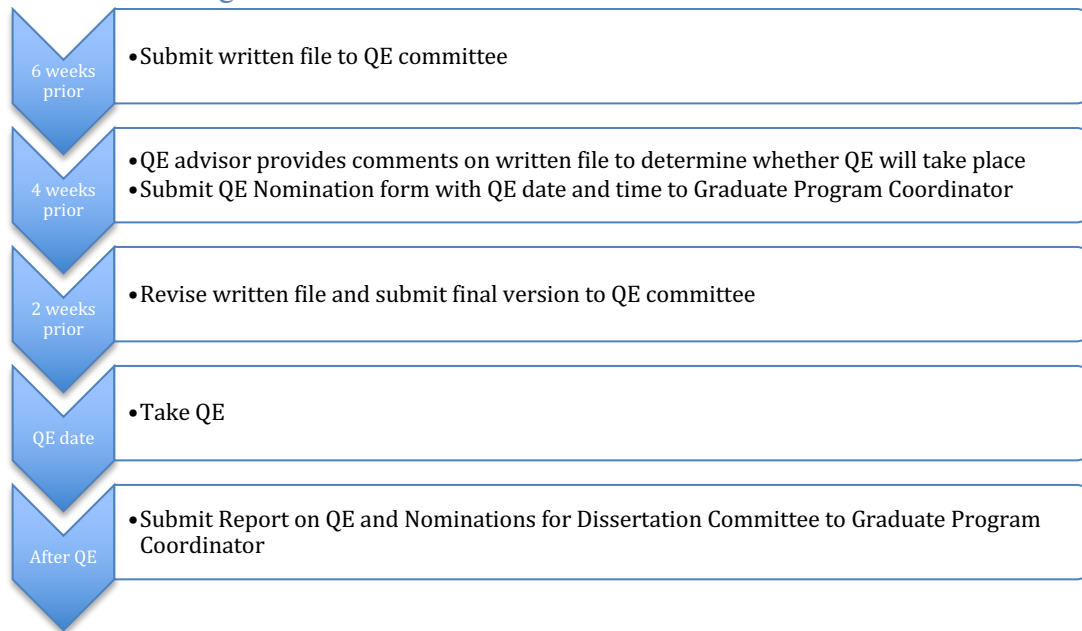 6 weeks
prior
•Submit written file to QE committee
4 weeks
prior
•QE advisor provides comments on written file to determine whether QE will take place
•Submit QE Nomination form with QE date and time to Graduate Program Coordinator
2 weeks
prior
•Revise written file and submit final version to QE committee
QE date
•Take QE
After QE
•Submit Report on QE and Nominations for Dissertation Committee to Graduate Program
Coordinator